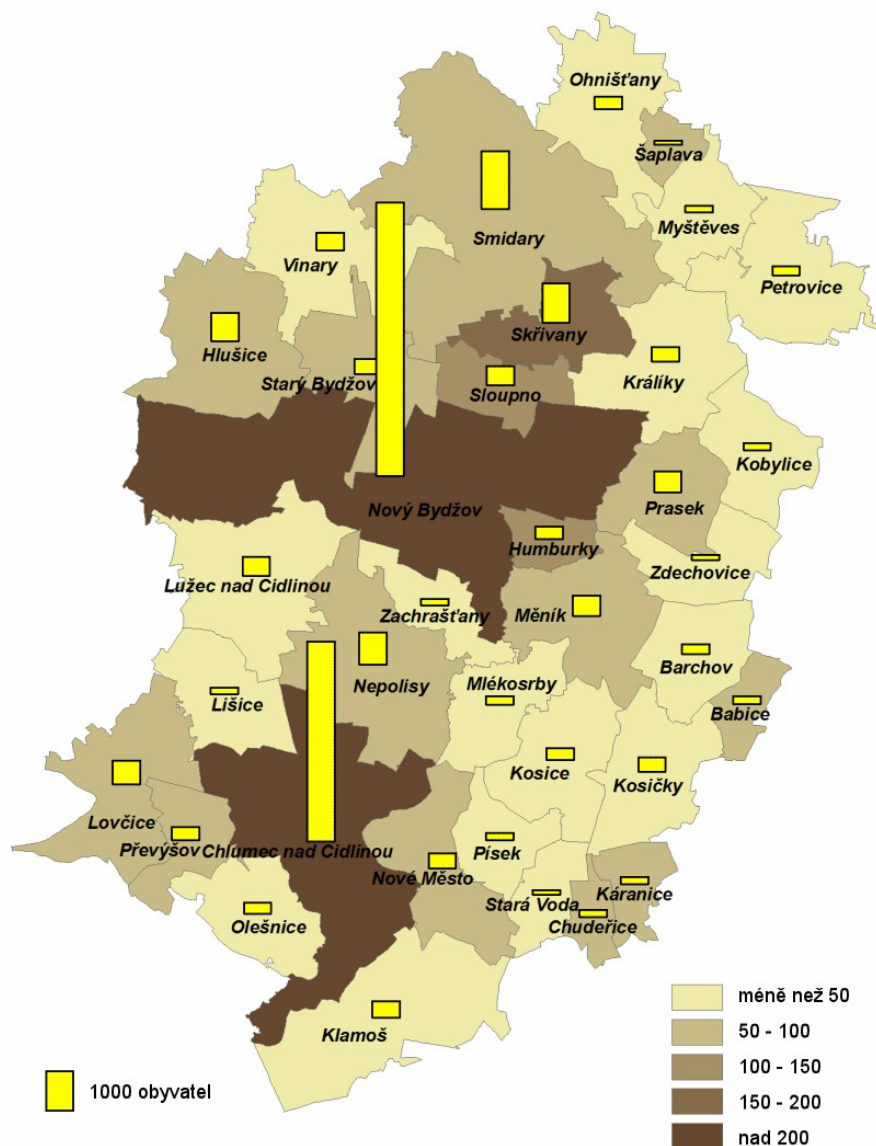 Ohnišťany
Šaplava
Myštěves
Smidary
Vinary
Petrovice
Skřivany
Hlušice
Králíky
Starý Bydžov
Sloupno
Kobylice
Prasek
Nový Bydžov
Humburky
Zdechovice
Lužec nad Cidlinou
Zachrašťany
Měník
Barchov
Nepolisy
Mlékosrby
Lišice
Babice
Kosice
Kosičky
Lovčice
Převýšov
Chlumec nad Cidlinou
Písek
Nové Město
Káranice
Stará Voda
Chudeřice
Olešnice
Klamoš
méně než 50
50 - 100
100 - 150
150 - 200
nad 200
1000 obyvatel